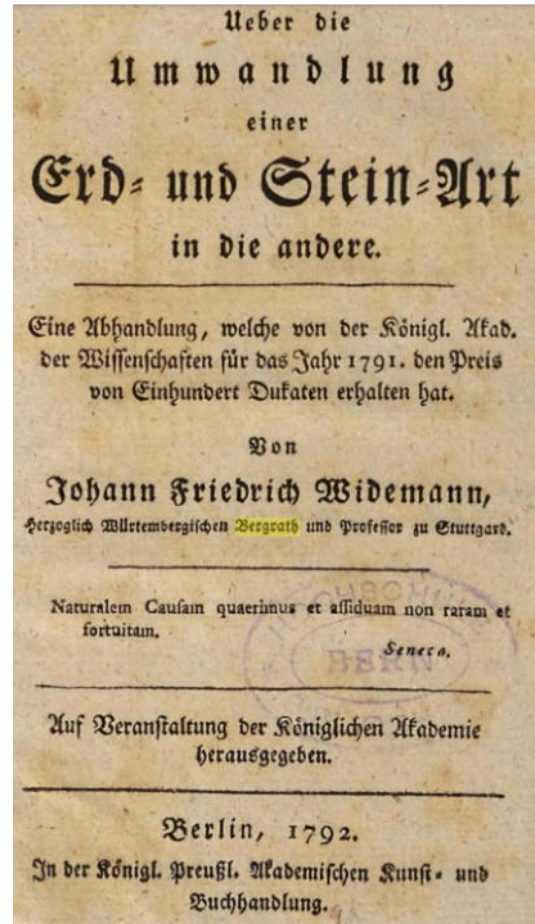 Ueber die
Umwandlung
einer
Erd- und Stein-Art
in die andere.
Eine Abhandlung, welche von der Königl. Akad.
der Wissenschaften für das Jahr 1791. den Preis
von Einhundert Dukaten erhalten hat.
Von
Johann Friedrich Widemann,
Herzoglich Würtembergischen Bergrath und Professor zu Stuttgard.
Naturalem Causam quaerimus et assiduam non raram et
fortuitam.
Seneca.
BERN
Auf Veranstaltung der Königlichen Akademie
herausgegeben.
Berlin, 1792.
In der Königl. Preußl. Akademischen Kunst- und
Buchhandlung.